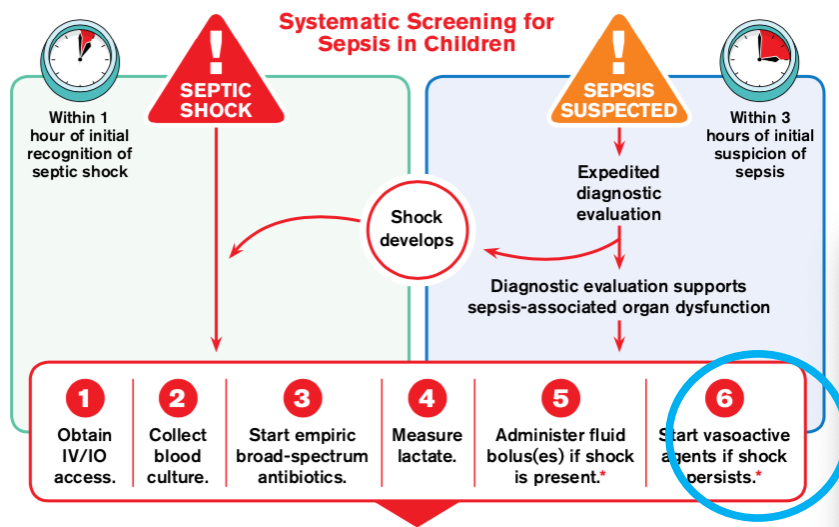 Systematic Screening for
Sepsis in Children
!
SEPTIC
SHOCK
!
SEPSIS
SUSPECTED
Within 1
hour of initial
recognition of
septic shock
Within 3
hours of initial
suspicion of
sepsis
Expedited
diagnostic
evaluation
Shock
develops
Diagnostic evaluation supports
sepsis-associated organ dysfunction
1
Obtain
IV/IO
access.
2
Collect
blood
culture.
3
Start empiric
broad-spectrum
antibiotics.
4
Measure
lactate.
5
Administer fluid
bolus(es) if shock
is present.*
6
Start vasoactive
agents if shock
persists.*